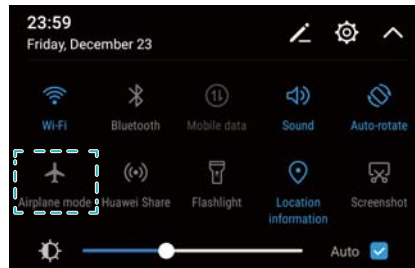 23:59
Friday, December 23
Wi-Fi
Bluetooth
Mobile data
Sound
Auto-rotate
Airplane mode
Huawei Share
Flashlight
Location
information
Screenshot
Auto